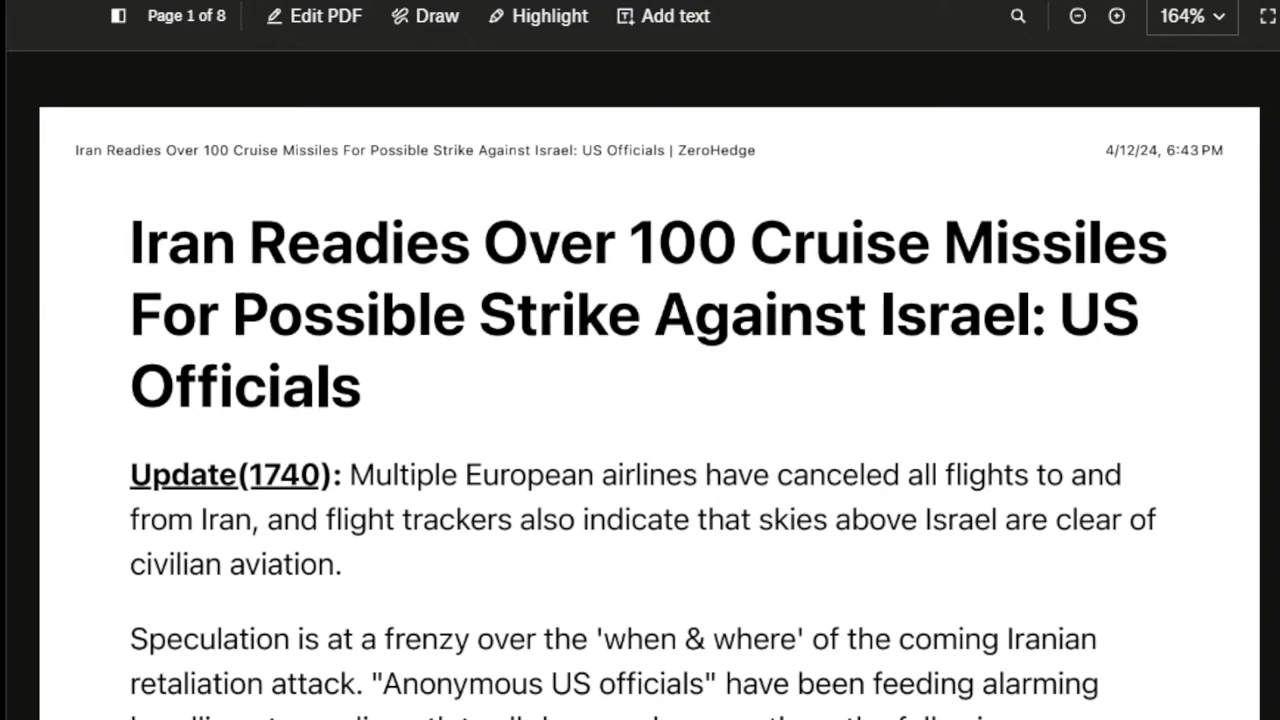 Page 1 of 8 Edit PDF Draw Highlight Add text 164%
Iran Readies Over 100 Cruise Missiles For Possible Strike Against Israel: US Officials | ZeroHedge 4/12/24, 6:43 PM
Iran Readies Over 100 Cruise Missiles
For Possible Strike Against Israel: US
Officials
Update(1740): Multiple European airlines have canceled all flights to and
from Iran, and flight trackers also indicate that skies above Israel are clear of
civilian aviation.
Speculation is at a frenzy over the 'when & where' of the coming Iranian
retaliation attack. "Anonymous US officials" have been feeding alarming